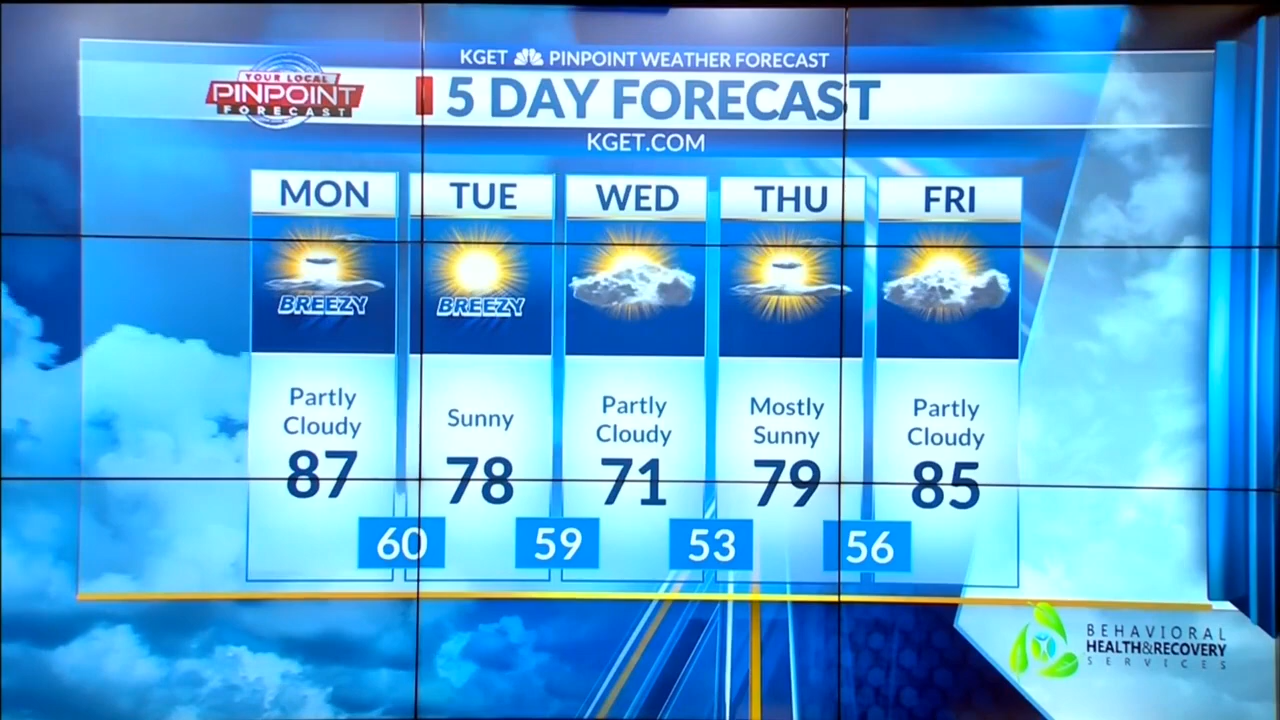 KGET PINPOINT WEATHER FORECAST
YOUR LOCAL
PINPOINT
FORECAST
5 DAY FORECAST
KGET.COM
MON TUE WED THU FRI
BREEZY BREEZY
Partly
Cloudy
Sunny
Partly
Cloudy
Mostly
Sunny
Partly
Cloudy
87 78 71 79 85
60 59 53 56
BEHAVIORAL
HEALTH&RECOVERY
SERVICES